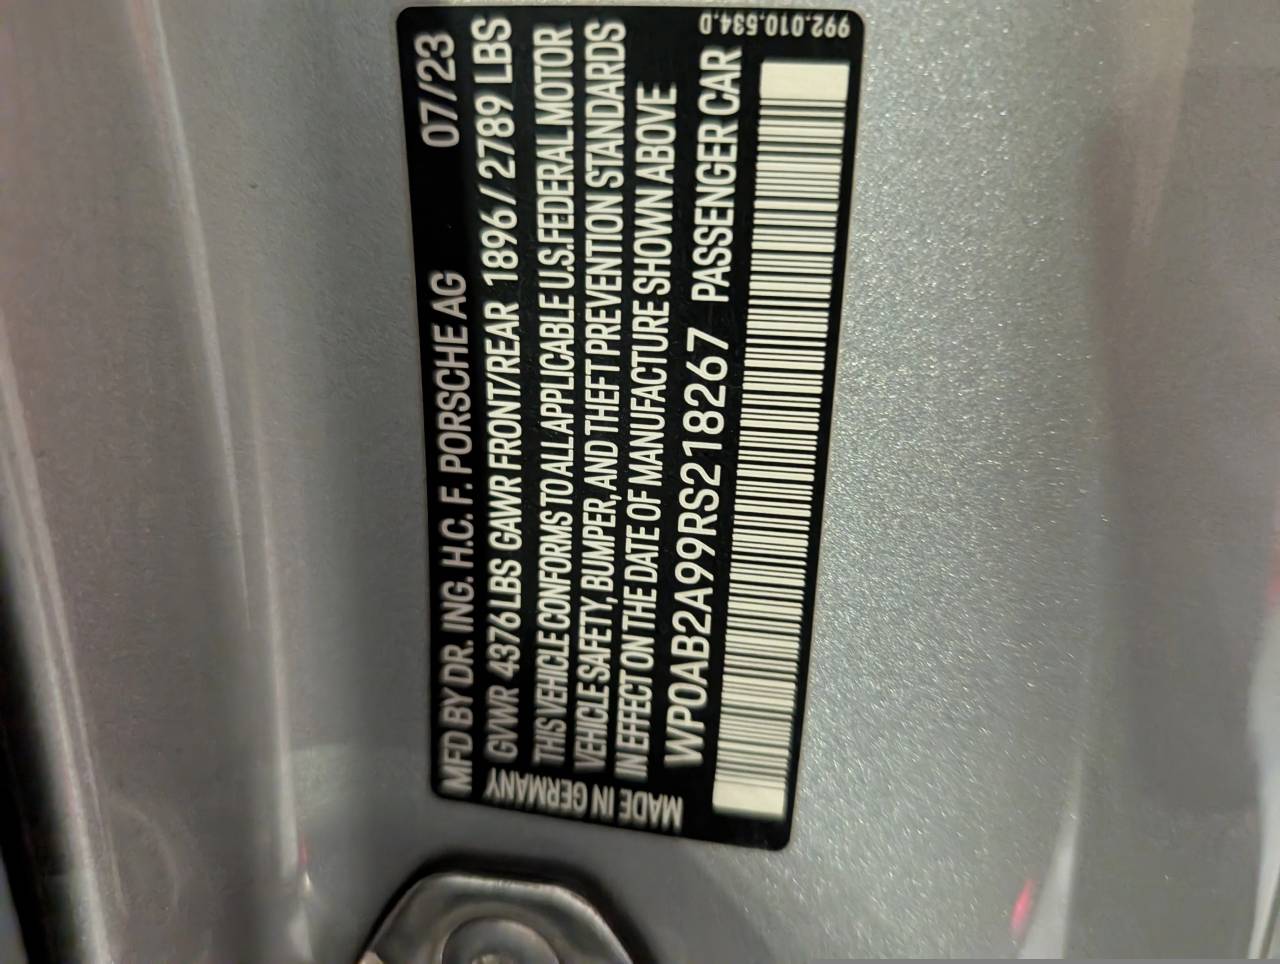 MFD BY DR. ING. H.C. F. PORSCHE AG 07/23
GVWR 4376 LBS GAWR FRONT/REAR 1896 / 2789 LBS
THIS VEHICLE CONFORMS TO ALL APPLICABLE U.S. FEDERAL MOTOR
VEHICLE SAFETY, BUMPER, AND THEFT PREVENTION STANDARDS
IN EFFECT ON THE DATE OF MANUFACTURE SHOWN ABOVE
WP0AB2A99RS218267 PASSENGER CAR
MADE IN GERMANY
992.010.534.D